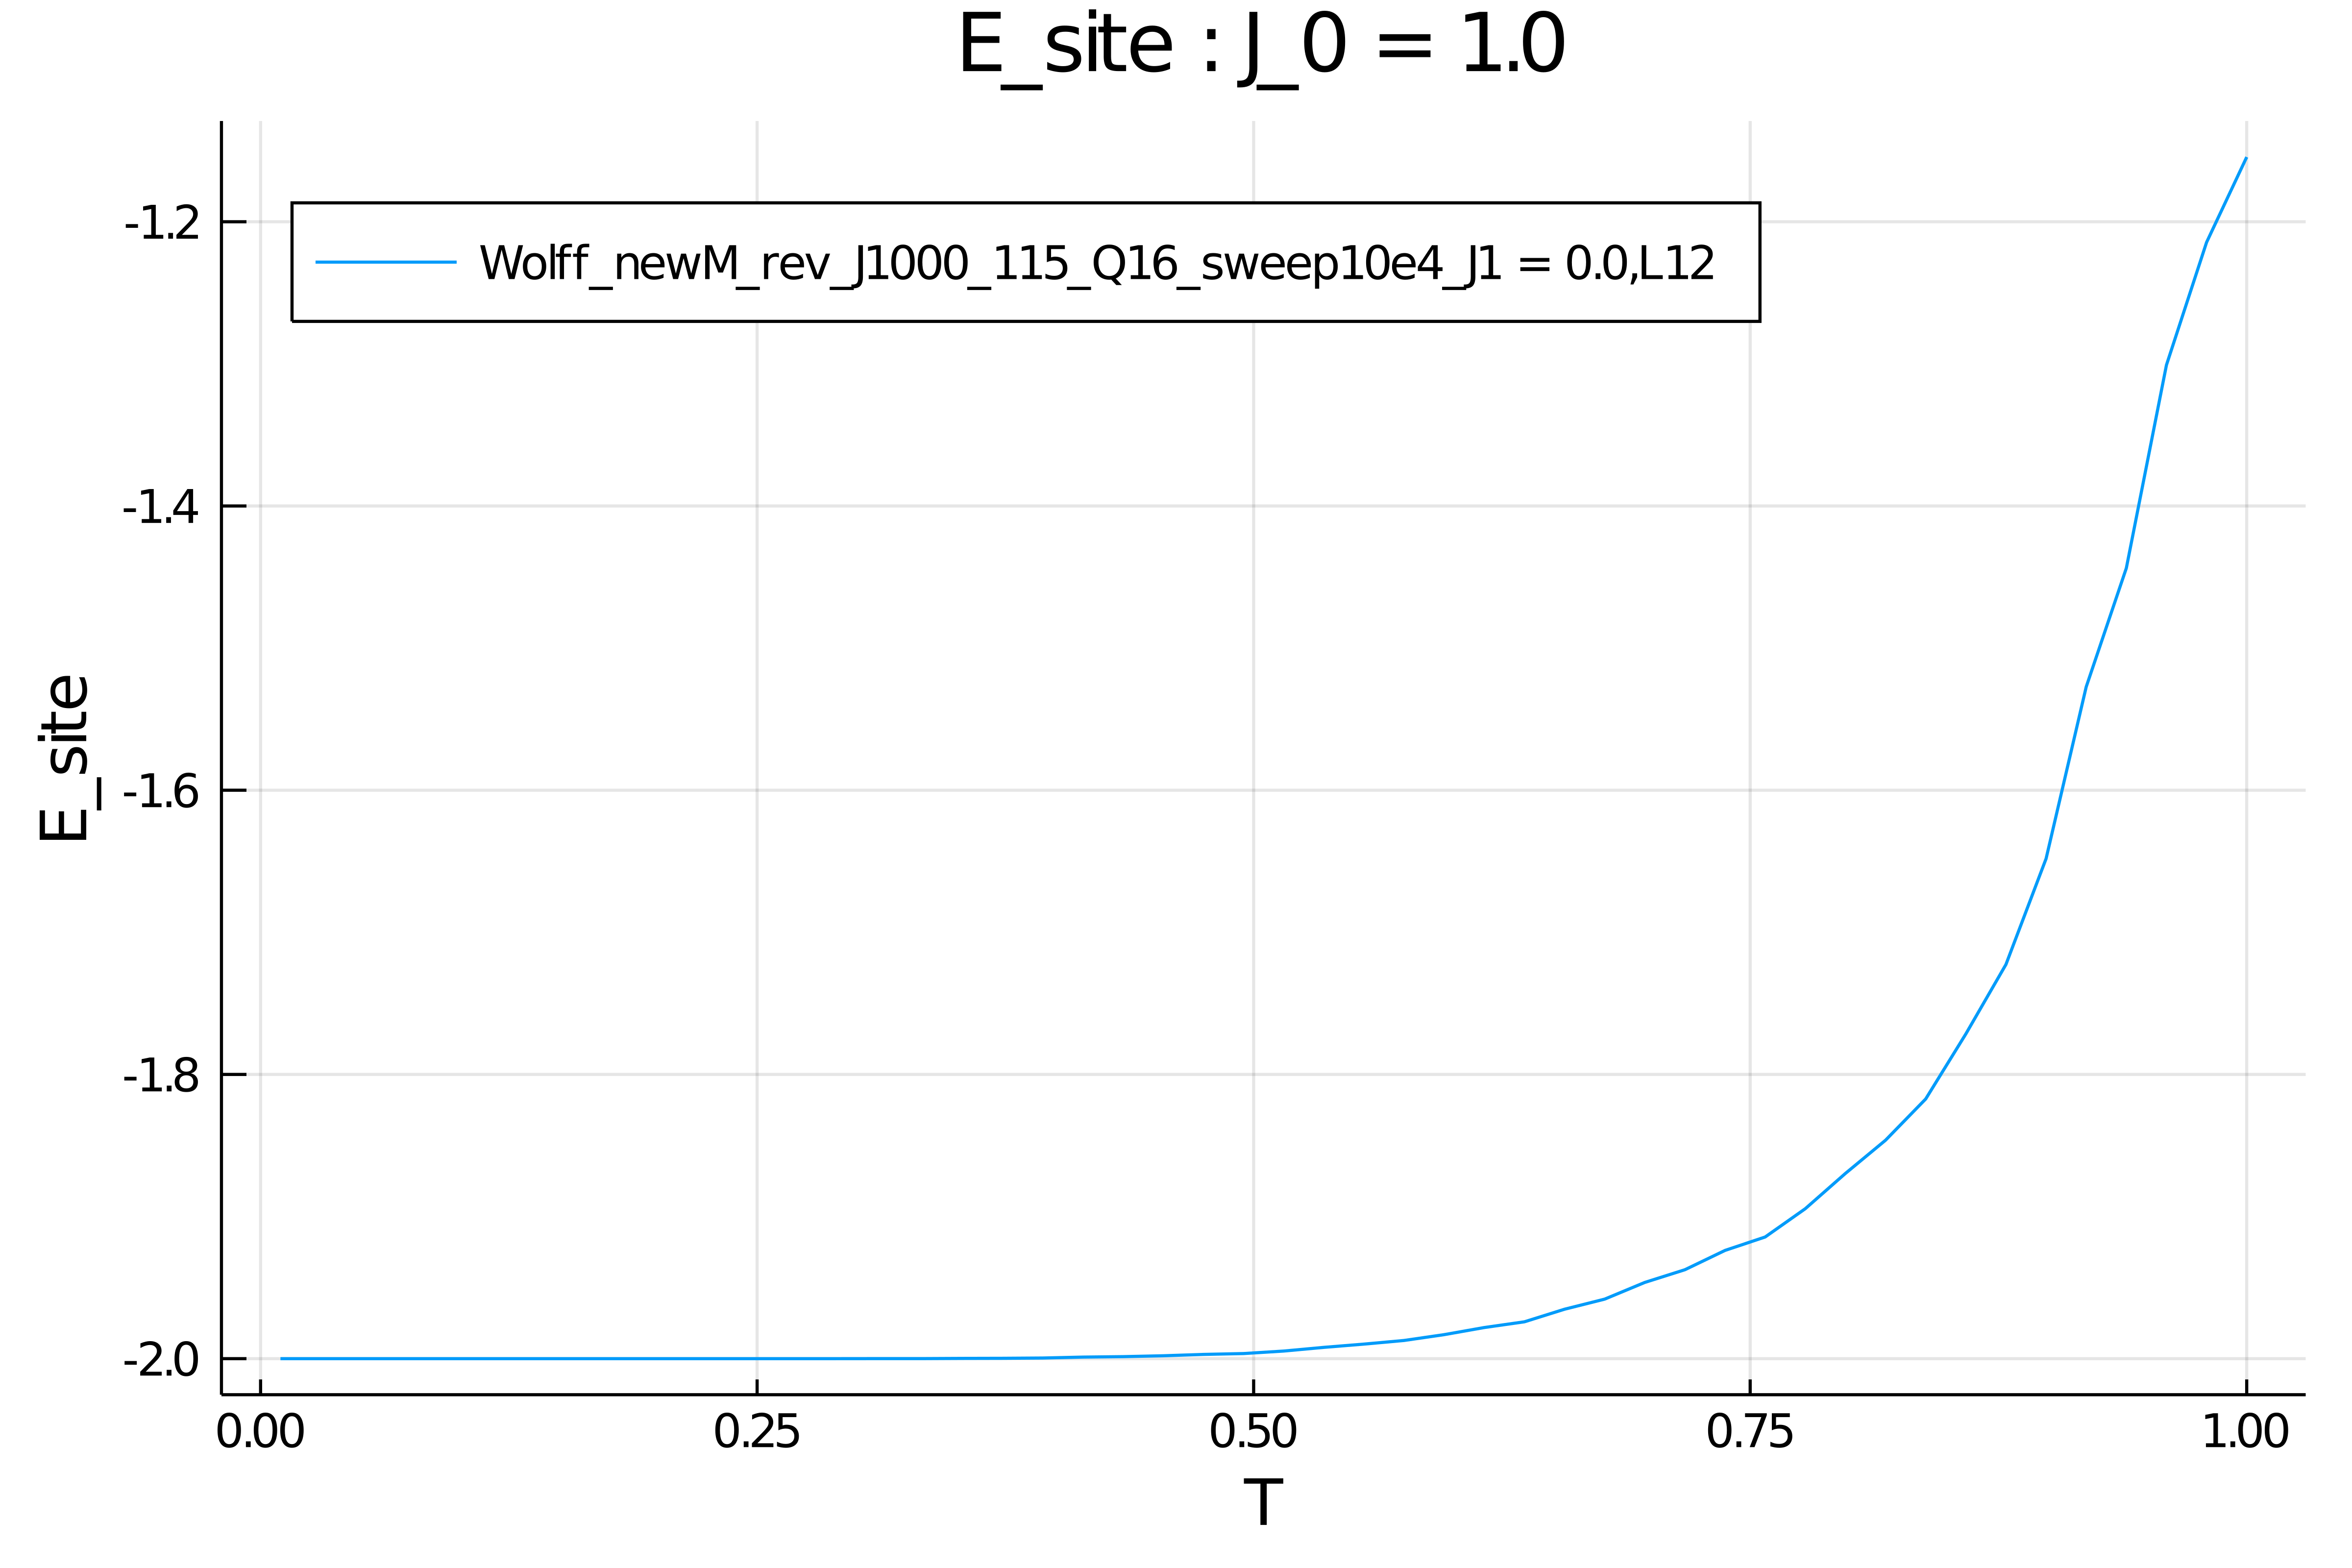 E_site : J_0 = 1.0
Wolff_newM_rev_J1000_115_Q16_sweep10e4_J1 = 0.0,L12
E_site
-1.2
-1.4
-1.6
-1.8
-2.0
0.00 0.25 0.50 0.75 1.00
T